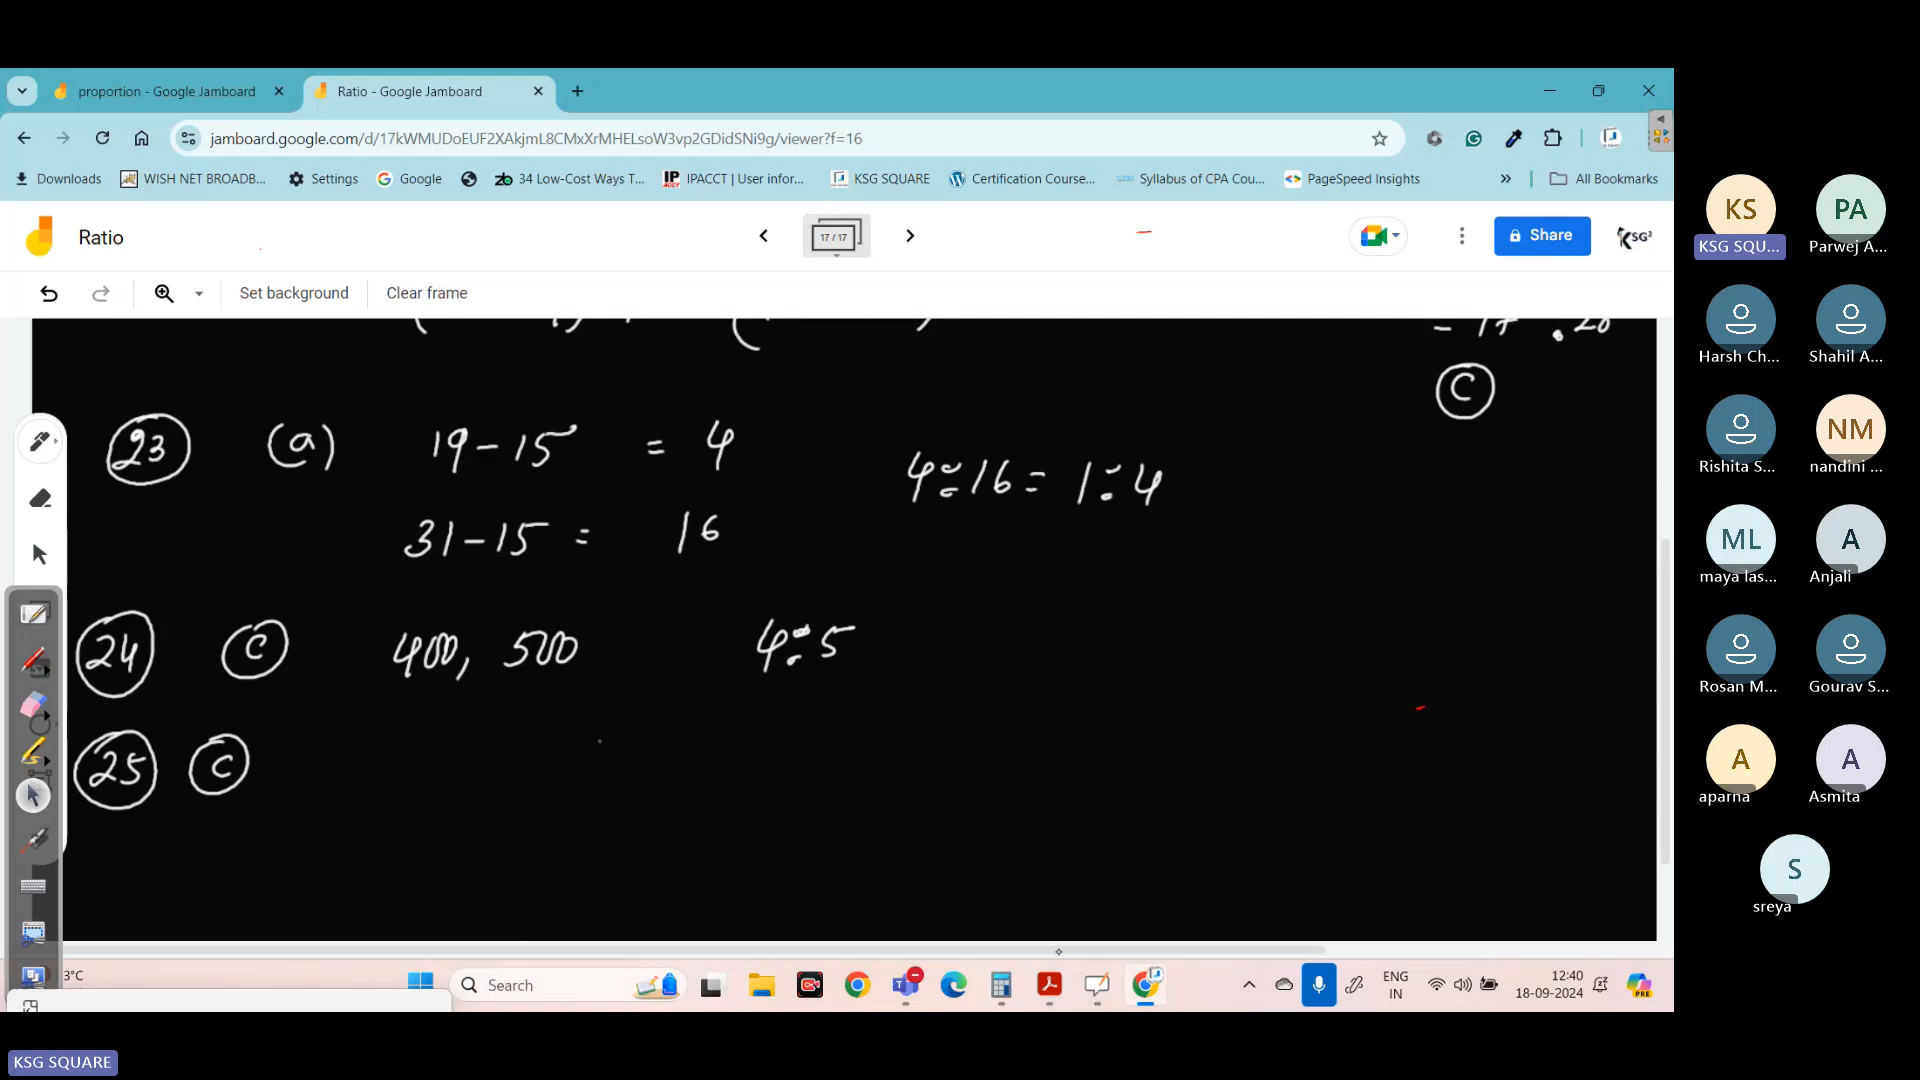 proportion - Google Jamboard
Ratio - Google Jamboard
jamboard.google.com/d/17kWMUDoEUF2XAkjmL8CMxXrMHELsoW3vp2GDidSNi9g/viewer?f=16
Downloads
WISH NET BROADB...
Settings
Google
34 Low-Cost Ways T...
IPACCT | User infor...
KSG SQUARE
Certification Course...
Syllabus of CPA Cou...
PageSpeed Insights
»
All Bookmarks
Ratio
17 / 17
Share
KSG²
Set background
Clear frame
C
23 (a) 19 - 15 = 4
4:16 = 1:4
31 - 15 = 16
24 C 400, 500 4:5
25 C
3°C
Search
ENG
IN
12:40
18-09-2024
PRE
KS
KSG SQU...
PA
Parwej A...
Harsh Ch...
Shahil A...
Rishita S...
NM
nandini ...
ML
maya las...
A
Anjali
Rosan M...
Gourav S...
A
aparna
A
Asmita
S
sreya
KSG SQUARE